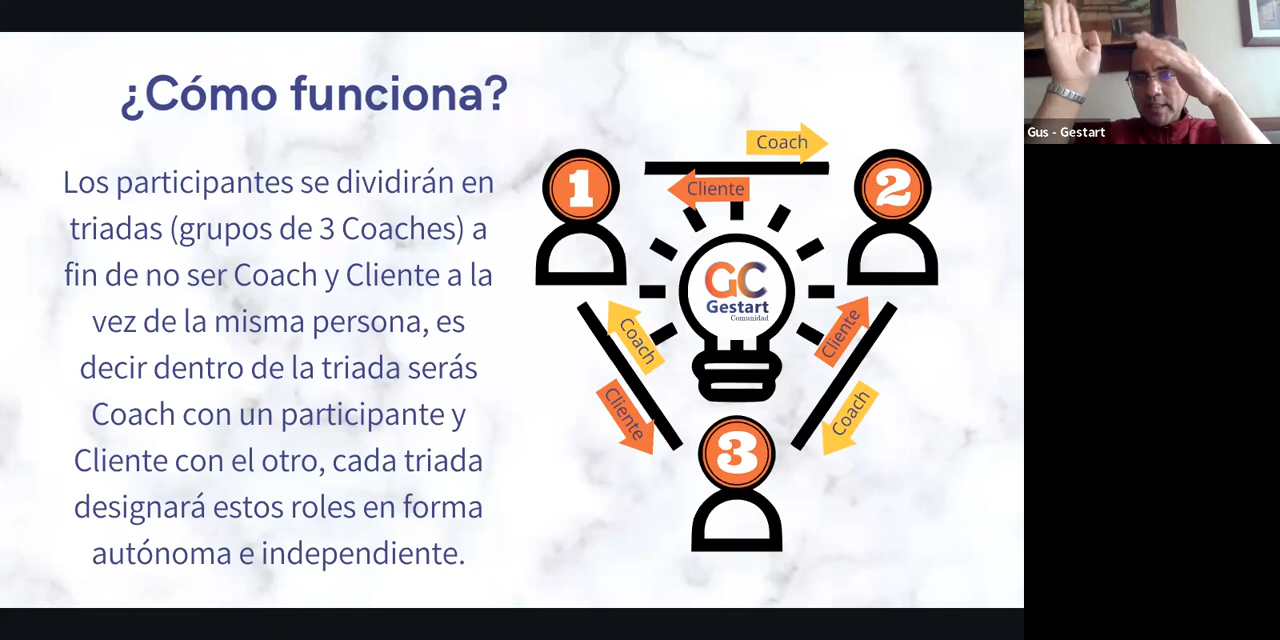 ¿Cómo funciona?
Los participantes se dividirán en
triadas (grupos de 3 Coaches) a
fin de no ser Coach y Cliente a la
vez de la misma persona, es
decir dentro de la triada serás
Coach con un participante y
Cliente con el otro, cada triada
designará estos roles en forma
autónoma e independiente.
Coach
Cliente
1
2
GC
Gestart
Comunidad
Coach
Cliente
Cliente
Coach
3
Gus - Gestart